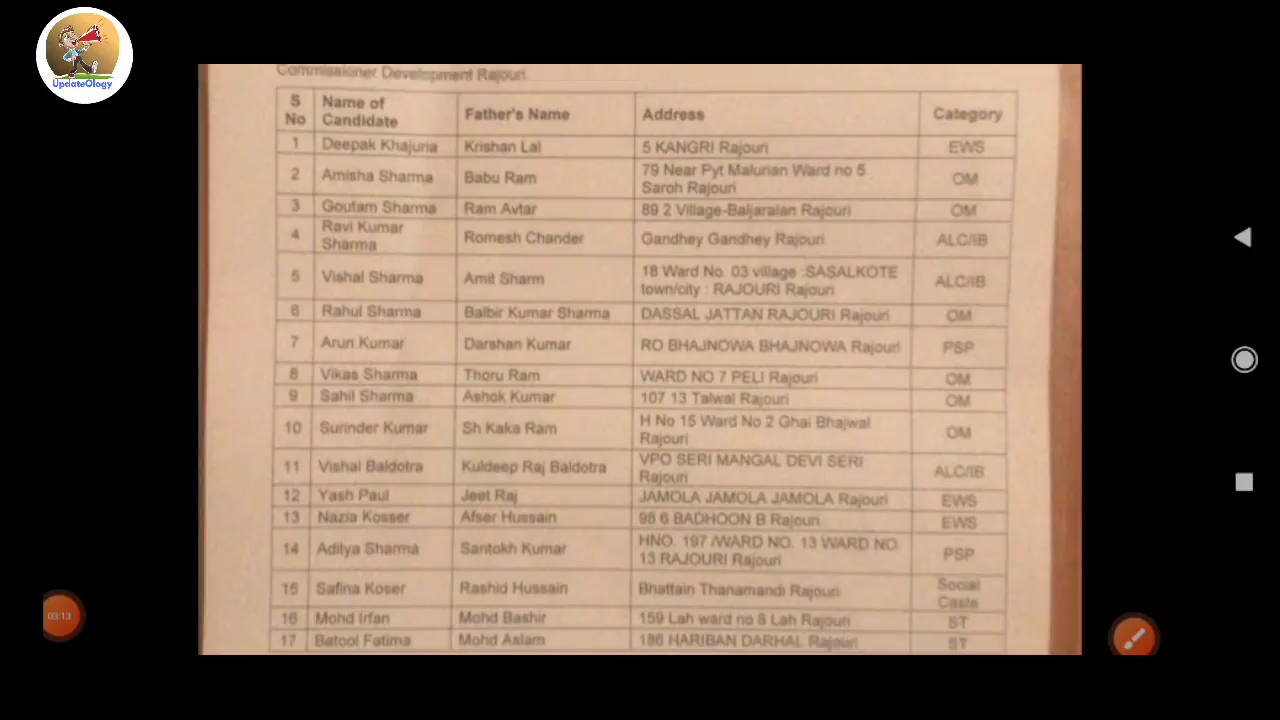 UpdateOlogy
Commissioner Development Rajouri
S No Name of Candidate Father's Name Address Category
1 Deepak Khajuria Krishan Lal 5 KANGRI Rajouri EWS
2 Amisha Sharma Babu Ram 79 Near Pyt Malurian Ward no 5 Saroh Rajouri OM
3 Goutam Sharma Ram Avtar 89 2 Village-Baljaralan Rajouri OM
4 Ravi Kumar Sharma Romesh Chander Gandhey Gandhey Rajouri ALC/IB
5 Vishal Sharma Amit Sharm 18 Ward No. 03 village :SASALKOTE town/city : RAJOURI Rajouri ALC/IB
6 Rahul Sharma Balbir Kumar Sharma DASSAL JATTAN RAJOURI Rajouri OM
7 Arun Kumar Darshan Kumar RO BHAJNOWA BHAJNOWA Rajouri PSP
8 Vikas Sharma Thoru Ram WARD NO 7 PELI Rajouri OM
9 Sahil Sharma Ashok Kumar 107 13 Talwal Rajouri OM
10 Surinder Kumar Sh Kaka Ram H No 15 Ward No 2 Ghai Bhajwal Rajouri OM
11 Vishal Baldotra Kuldeep Raj Baldotra VPO SERI MANGAL DEVI SERI Rajouri ALC/IB
12 Yash Paul Jeet Raj JAMOLA JAMOLA JAMOLA Rajouri EWS
13 Nazia Kosser Afser Hussain 98 6 BADHOON B Rajouri EWS
14 Aditya Sharma Santokh Kumar HNO. 197 /WARD NO. 13 WARD NO. 13 RAJOURI Rajouri PSP
15 Safina Koser Rashid Hussain Bhattain Thanamandi Rajouri Social Caste
16 Mohd Irfan Mohd Bashir 159 Lah ward no 8 Lah Rajouri ST
17 Batool Fatima Mohd Aslam 186 HARIBAN DARHAL Rajouri ST
03:13